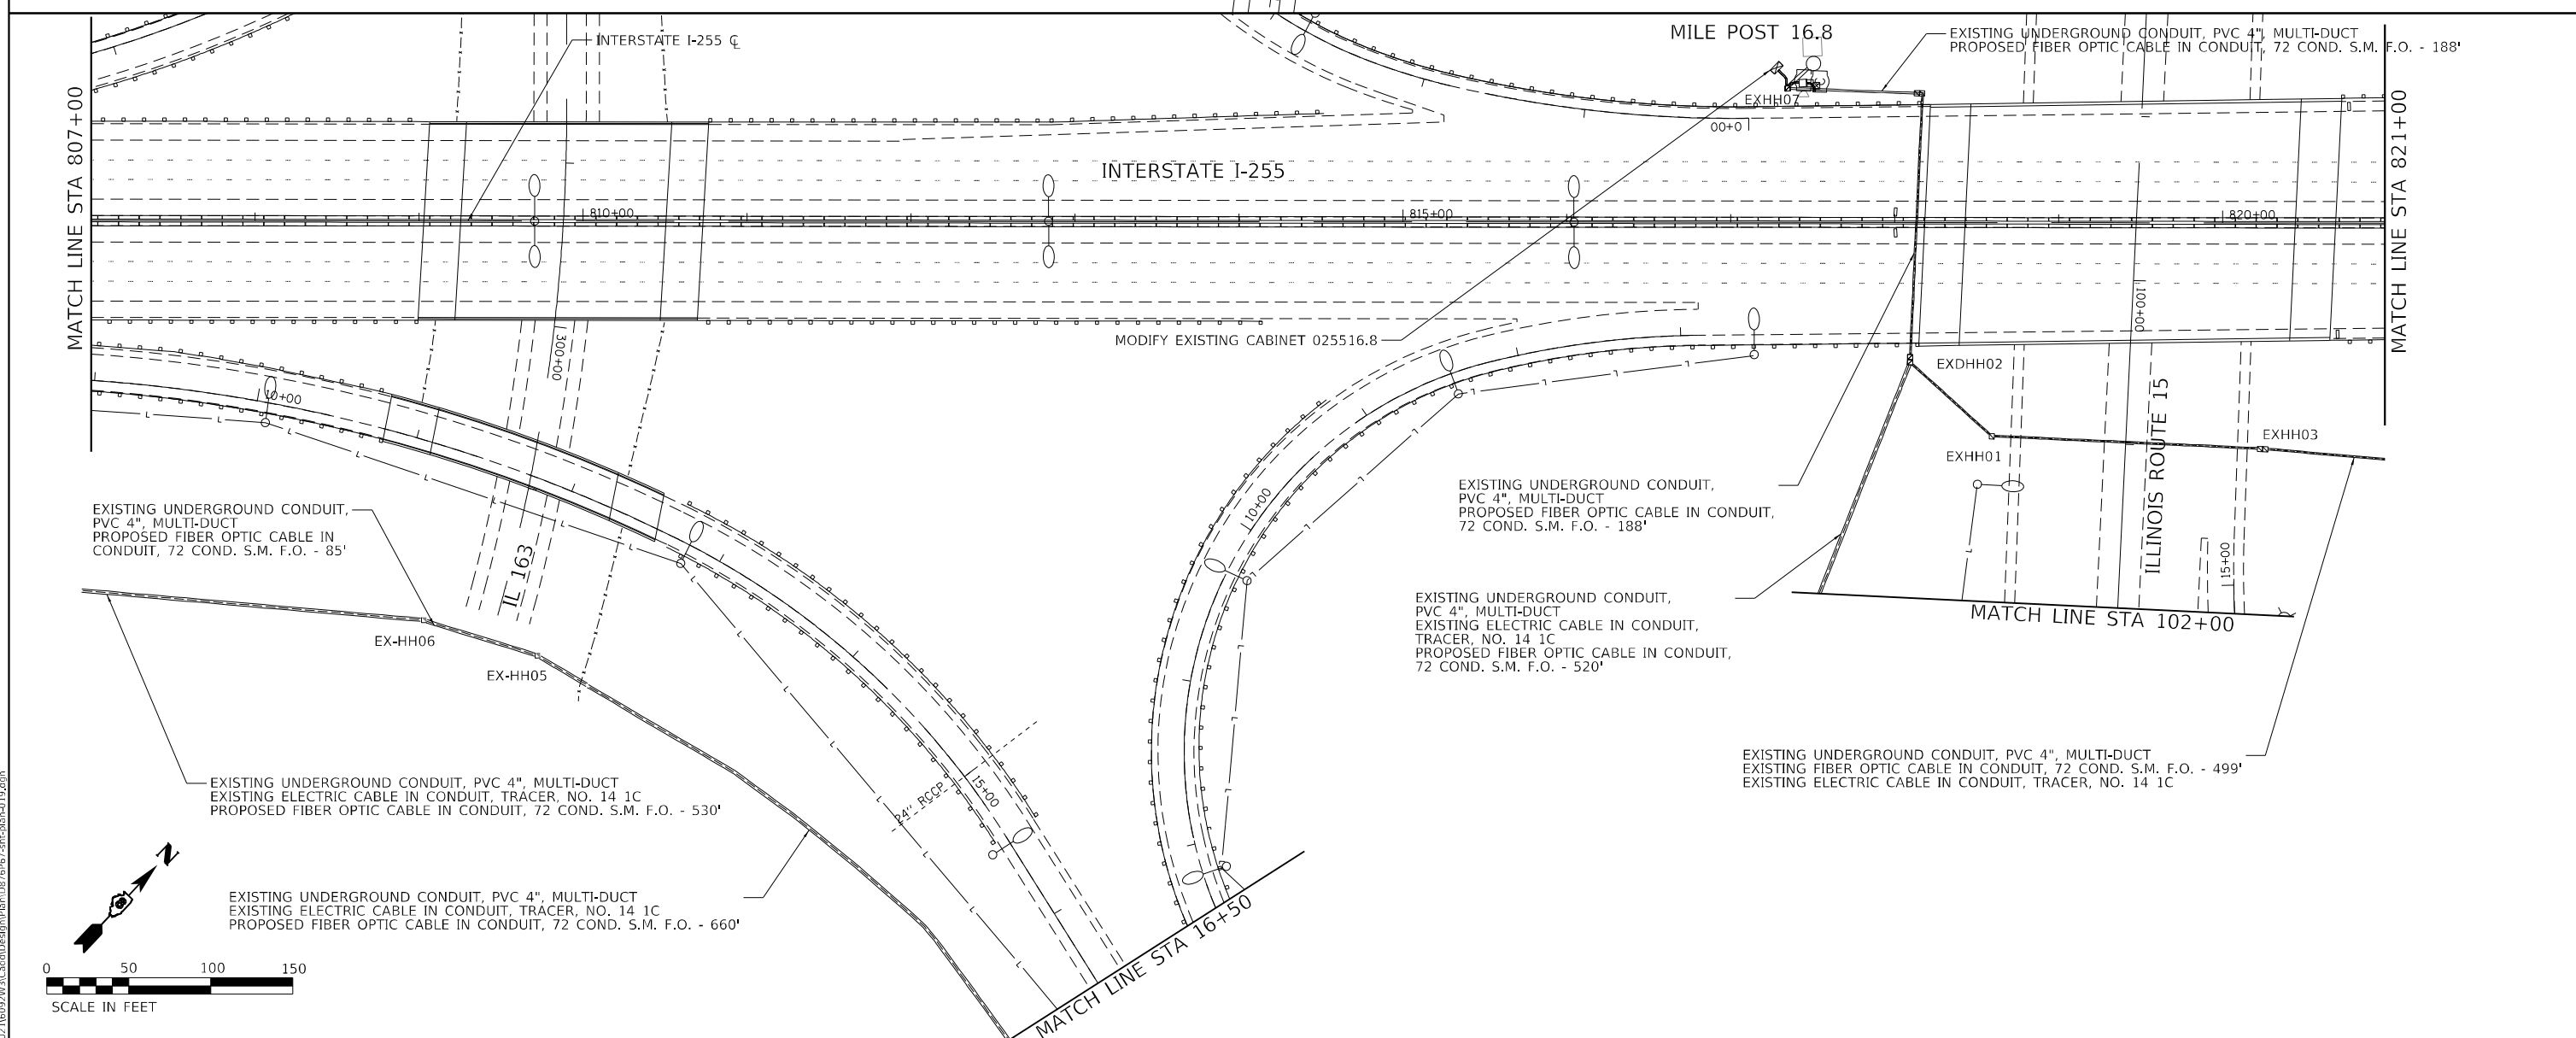 MILE POST 16.8
EXISTING UNDERGROUND CONDUIT, PVC 4", MULTI-DUCT
PROPOSED FIBER OPTIC CABLE IN CONDUIT, 72 COND. S.M. F.O. - 188'
INTERSTATE I-255 ℄
MATCH LINE STA 807+00
MATCH LINE STA 821+00
EXHH07
00+0
INTERSTATE I-255
810+00
815+00
820+00
100+00
300+00
MODIFY EXISTING CABINET 025516.8
EXDHH02
10+00
EXHH03
EXHH01
ILLINOIS ROUTE 15
EXISTING UNDERGROUND CONDUIT,
PVC 4", MULTI-DUCT
PROPOSED FIBER OPTIC CABLE IN CONDUIT,
72 COND. S.M. F.O. - 188'
10+00
EXISTING UNDERGROUND CONDUIT,
PVC 4", MULTI-DUCT
PROPOSED FIBER OPTIC CABLE IN
CONDUIT, 72 COND. S.M. F.O. - 85'
IL 163
15+00
MATCH LINE STA 102+00
EXISTING UNDERGROUND CONDUIT,
PVC 4", MULTI-DUCT
EXISTING ELECTRIC CABLE IN CONDUIT,
TRACER, NO. 14 1C
PROPOSED FIBER OPTIC CABLE IN CONDUIT,
72 COND. S.M. F.O. - 520'
EX-HH06
EX-HH05
EXISTING UNDERGROUND CONDUIT, PVC 4", MULTI-DUCT
EXISTING FIBER OPTIC CABLE IN CONDUIT, 72 COND. S.M. F.O. - 499'
EXISTING ELECTRIC CABLE IN CONDUIT, TRACER, NO. 14 1C
EXISTING UNDERGROUND CONDUIT, PVC 4", MULTI-DUCT
EXISTING ELECTRIC CABLE IN CONDUIT, TRACER, NO. 14 1C
PROPOSED FIBER OPTIC CABLE IN CONDUIT, 72 COND. S.M. F.O. - 530'
24" RCCP
15+00
N
EXISTING UNDERGROUND CONDUIT, PVC 4", MULTI-DUCT
EXISTING ELECTRIC CABLE IN CONDUIT, TRACER, NO. 14 1C
PROPOSED FIBER OPTIC CABLE IN CONDUIT, 72 COND. S.M. F.O. - 660'
MATCH LINE STA 16+50
0 50 100 150
SCALE IN FEET